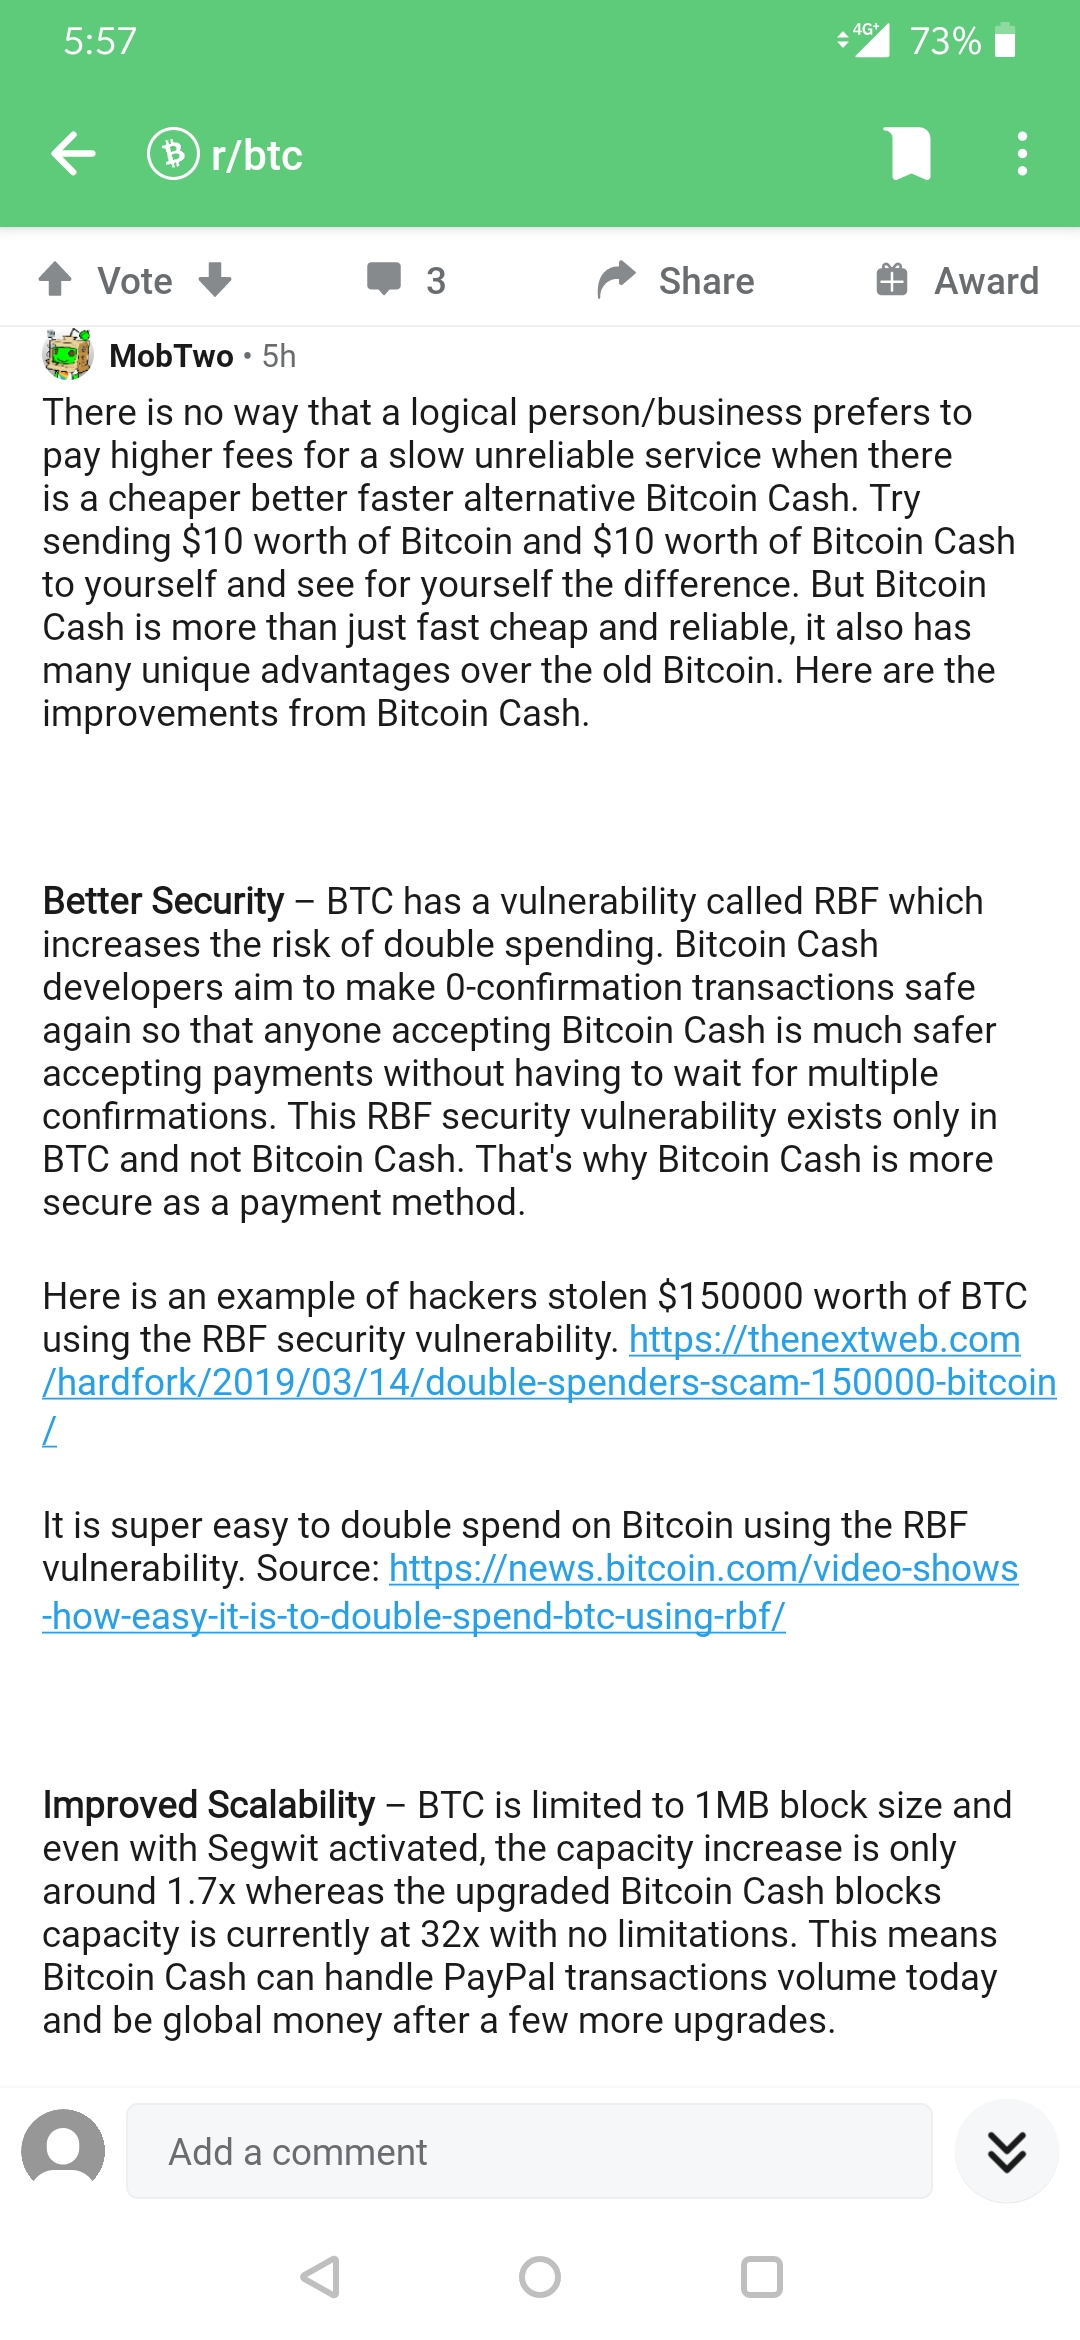 5:57
4G+ 73%
r/btc
Vote 3 Share Award
MobTwo • 5h
There is no way that a logical person/business prefers to
pay higher fees for a slow unreliable service when there
is a cheaper better faster alternative Bitcoin Cash. Try
sending $10 worth of Bitcoin and $10 worth of Bitcoin Cash
to yourself and see for yourself the difference. But Bitcoin
Cash is more than just fast cheap and reliable, it also has
many unique advantages over the old Bitcoin. Here are the
improvements from Bitcoin Cash.
Better Security – BTC has a vulnerability called RBF which
increases the risk of double spending. Bitcoin Cash
developers aim to make 0-confirmation transactions safe
again so that anyone accepting Bitcoin Cash is much safer
accepting payments without having to wait for multiple
confirmations. This RBF security vulnerability exists only in
BTC and not Bitcoin Cash. That's why Bitcoin Cash is more
secure as a payment method.
Here is an example of hackers stolen $150000 worth of BTC
using the RBF security vulnerability. https://thenextweb.com
/hardfork/2019/03/14/double-spenders-scam-150000-bitcoin
/
It is super easy to double spend on Bitcoin using the RBF
vulnerability. Source: https://news.bitcoin.com/video-shows
-how-easy-it-is-to-double-spend-btc-using-rbf/
Improved Scalability – BTC is limited to 1MB block size and
even with Segwit activated, the capacity increase is only
around 1.7x whereas the upgraded Bitcoin Cash blocks
capacity is currently at 32x with no limitations. This means
Bitcoin Cash can handle PayPal transactions volume today
and be global money after a few more upgrades.
Add a comment